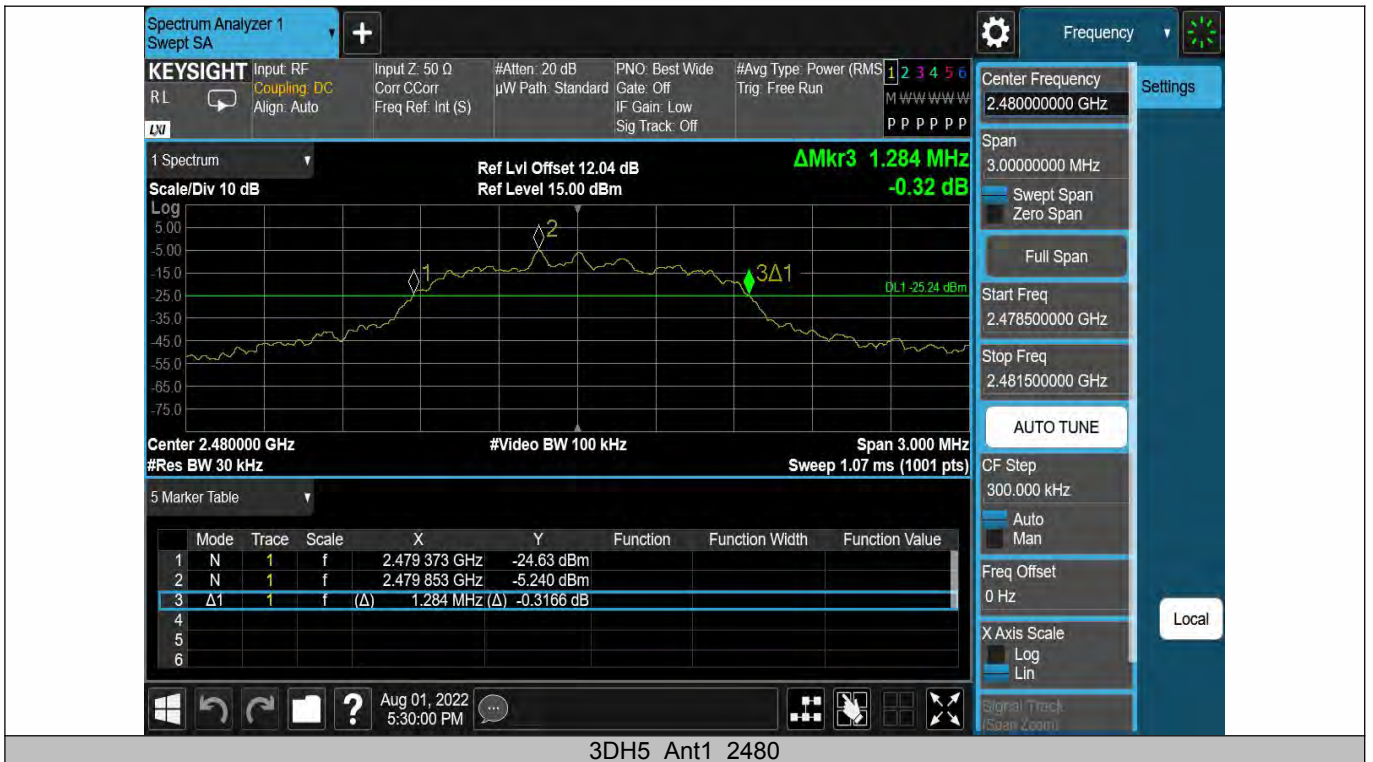 Spectrum Analyzer 1
Swept SA
+
Frequency
KEYSIGHT
RL
LXI
Input: RF
Coupling: DC
Align: Auto
Input Z: 50 Ω
Corr CCorr
Freq Ref: Int (S)
#Atten: 20 dB
µW Path: Standard
PNO: Best Wide
Gate: Off
IF Gain: Low
Sig Track: Off
#Avg Type: Power (RMS
Trig: Free Run
1 2 3 4 5 6
M W W W W W
P P P P P P
1 Spectrum
Scale/Div 10 dB
Ref Lvl Offset 12.04 dB
Ref Level 15.00 dBm
ΔMkr3 1.284 MHz
-0.32 dB
Log
5.00
-5.00
-15.0
-25.0
-35.0
-45.0
-55.0
-65.0
-75.0
1
2
3Δ1
DL1 -25.24 dBm
Center 2.480000 GHz
#Res BW 30 kHz
#Video BW 100 kHz
Span 3.000 MHz
Sweep 1.07 ms (1001 pts)
5 Marker Table
Mode Trace Scale X Y Function Function Width Function Value
1 N 1 f 2.479 373 GHz -24.63 dBm
2 N 1 f 2.479 853 GHz -5.240 dBm
3 Δ1 1 f (Δ) 1.284 MHz (Δ) -0.3166 dB
4
5
6
Aug 01, 2022
5:30:00 PM
Center Frequency
2.480000000 GHz
Settings
Span
3.00000000 MHz
Swept Span
Zero Span
Full Span
Start Freq
2.478500000 GHz
Stop Freq
2.481500000 GHz
AUTO TUNE
CF Step
300.000 kHz
Auto
Man
Freq Offset
0 Hz
X Axis Scale
Log
Lin
Signal Track
(Span Zoom)
Local
3DH5_Ant1_2480